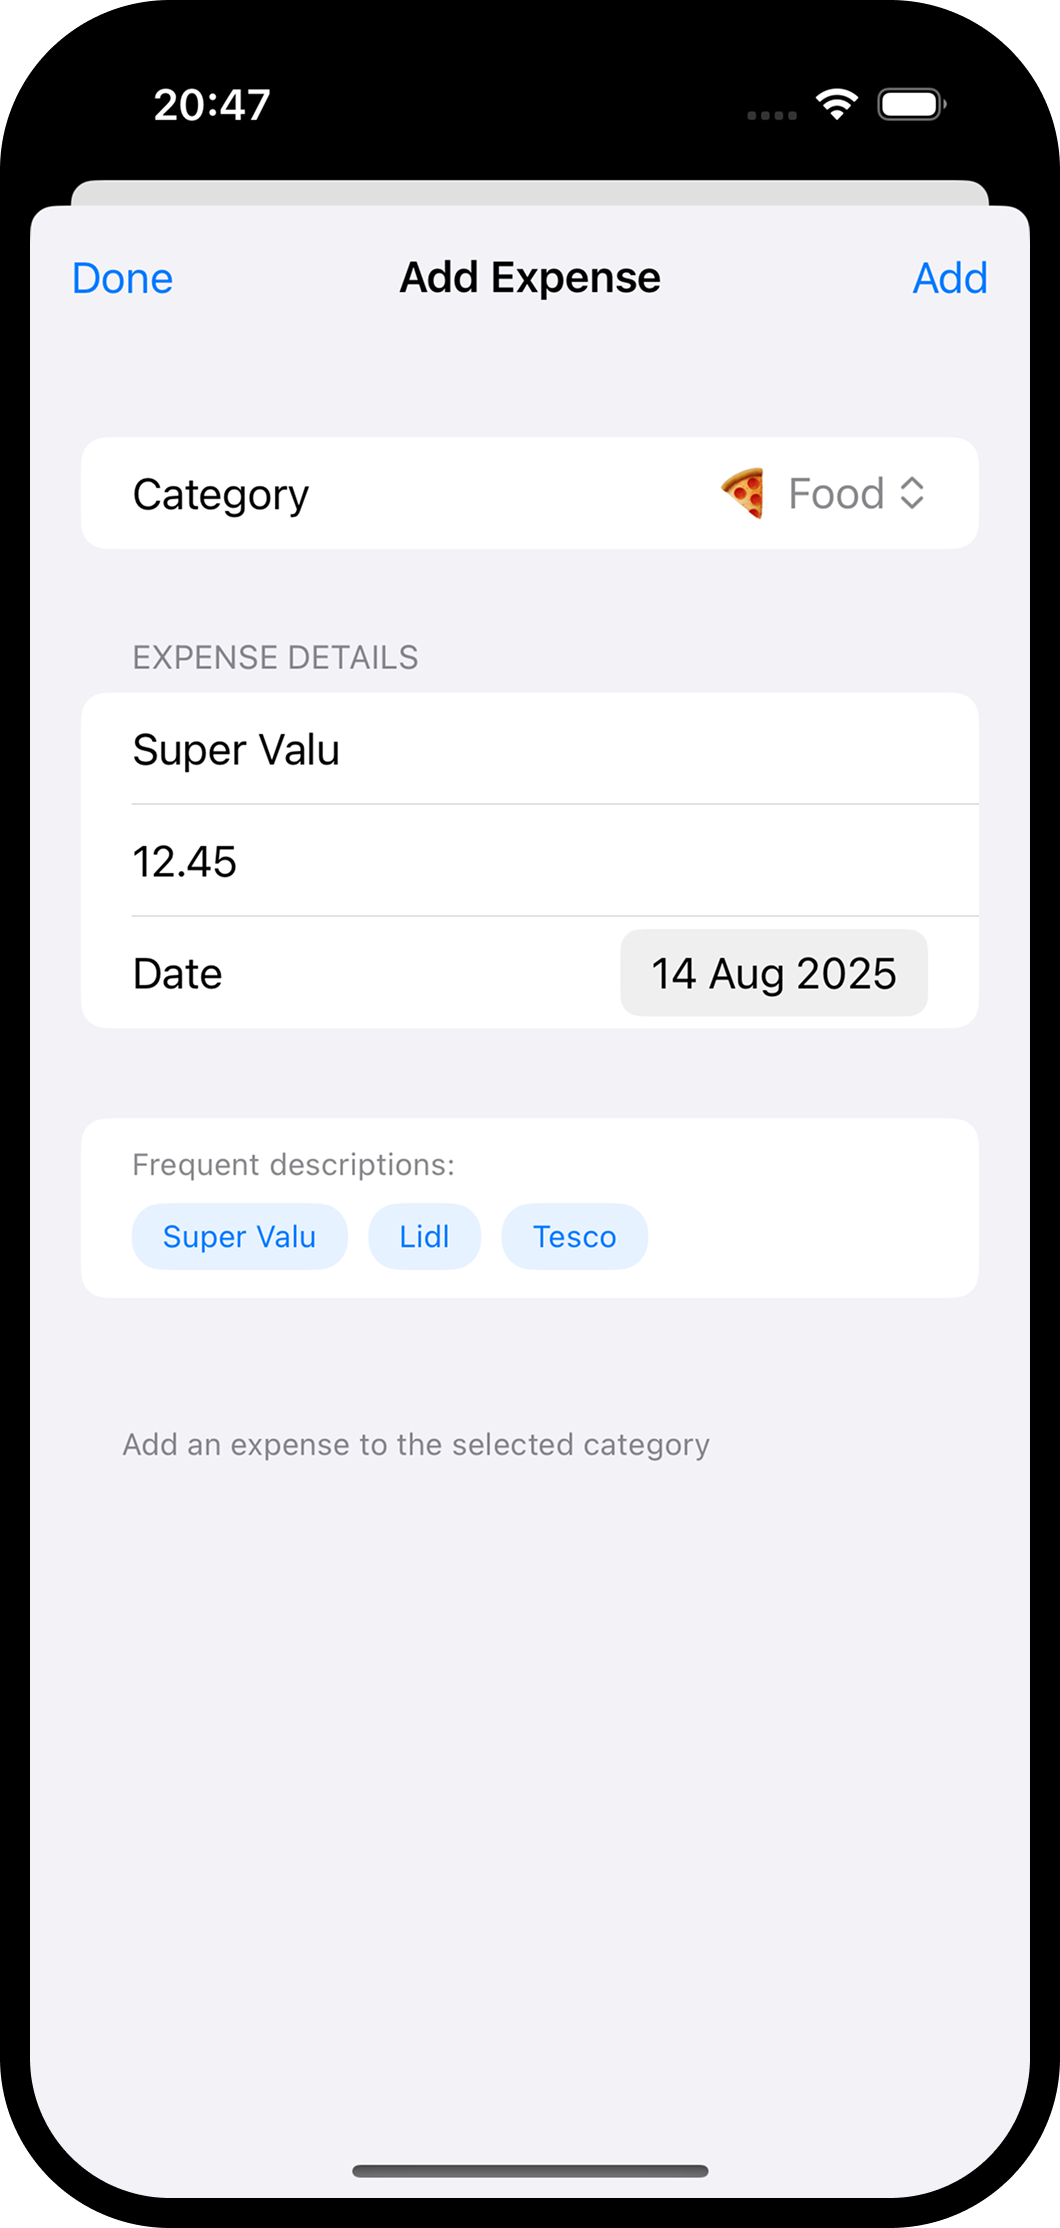 20:47
Done Add Expense Add
Category 🍕 Food
EXPENSE DETAILS
Super Valu
12.45
Date 14 Aug 2025
Frequent descriptions:
Super Valu Lidl Tesco
Add an expense to the selected category